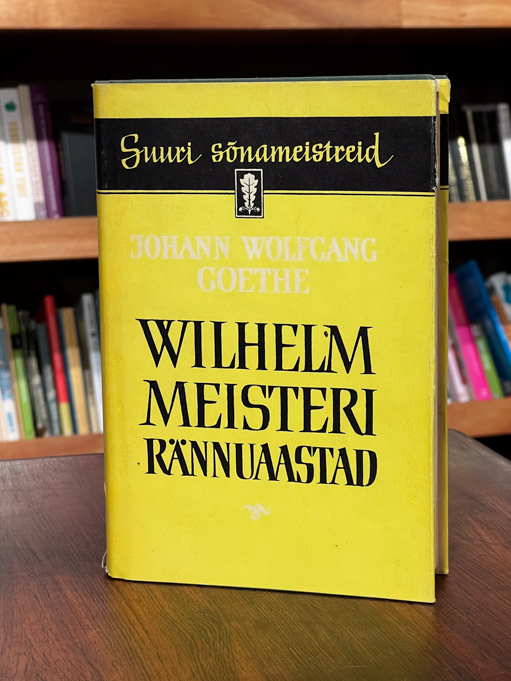 Suuri sõnameistreid
JOHANN WOLFGANG
GOETHE
WILHELM
MEISTERI
RÄNNUAASTAD